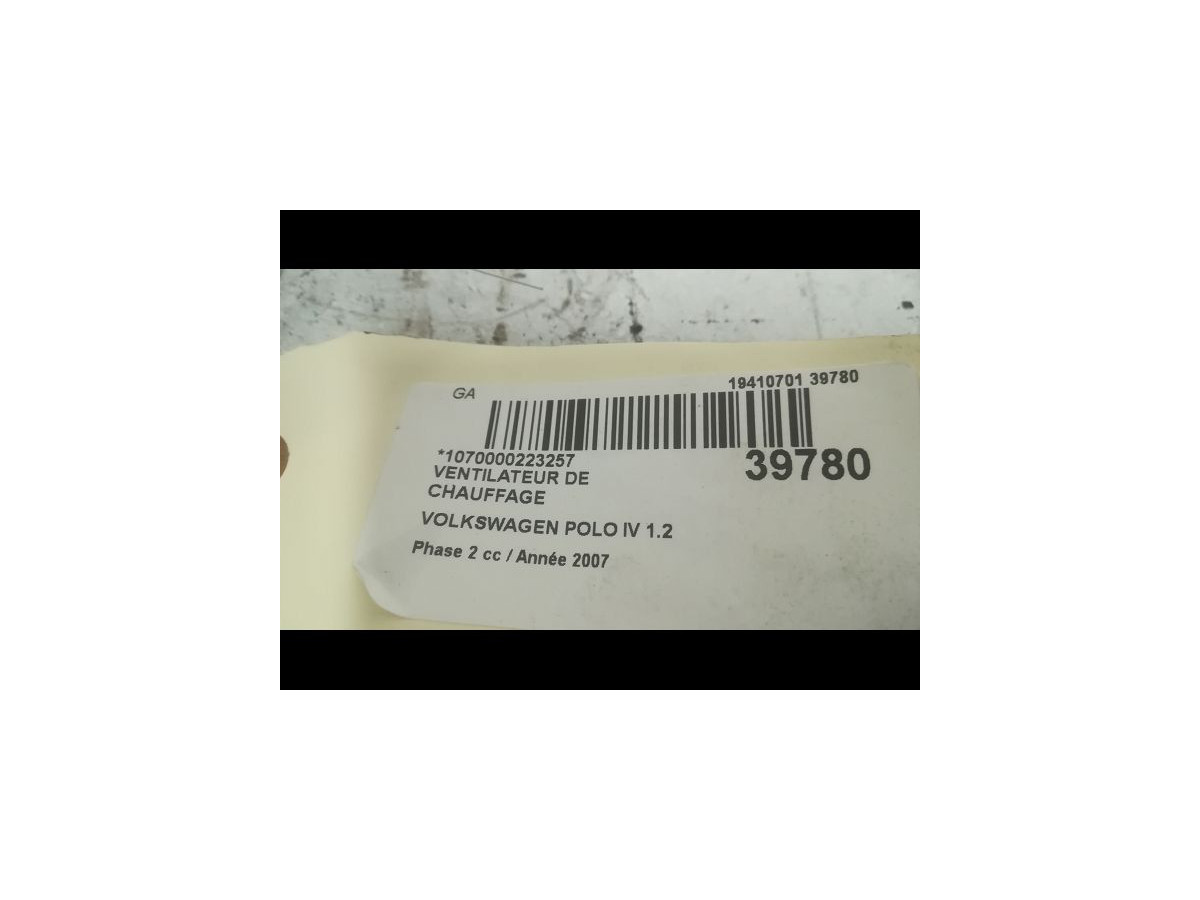 GA
19410701 39780
*1070000223257
39780
VENTILATEUR DE
CHAUFFAGE
VOLKSWAGEN POLO IV 1.2
Phase 2 cc / Année 2007